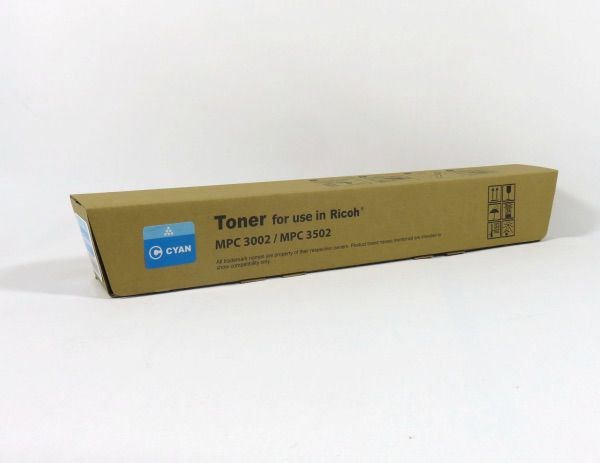 Toner for use in Ricoh®
MPC 3002 / MPC 3502
C CYAN
All trademark names are property of their respective owners. Product brand names mentioned are intended to
show compatibility only.